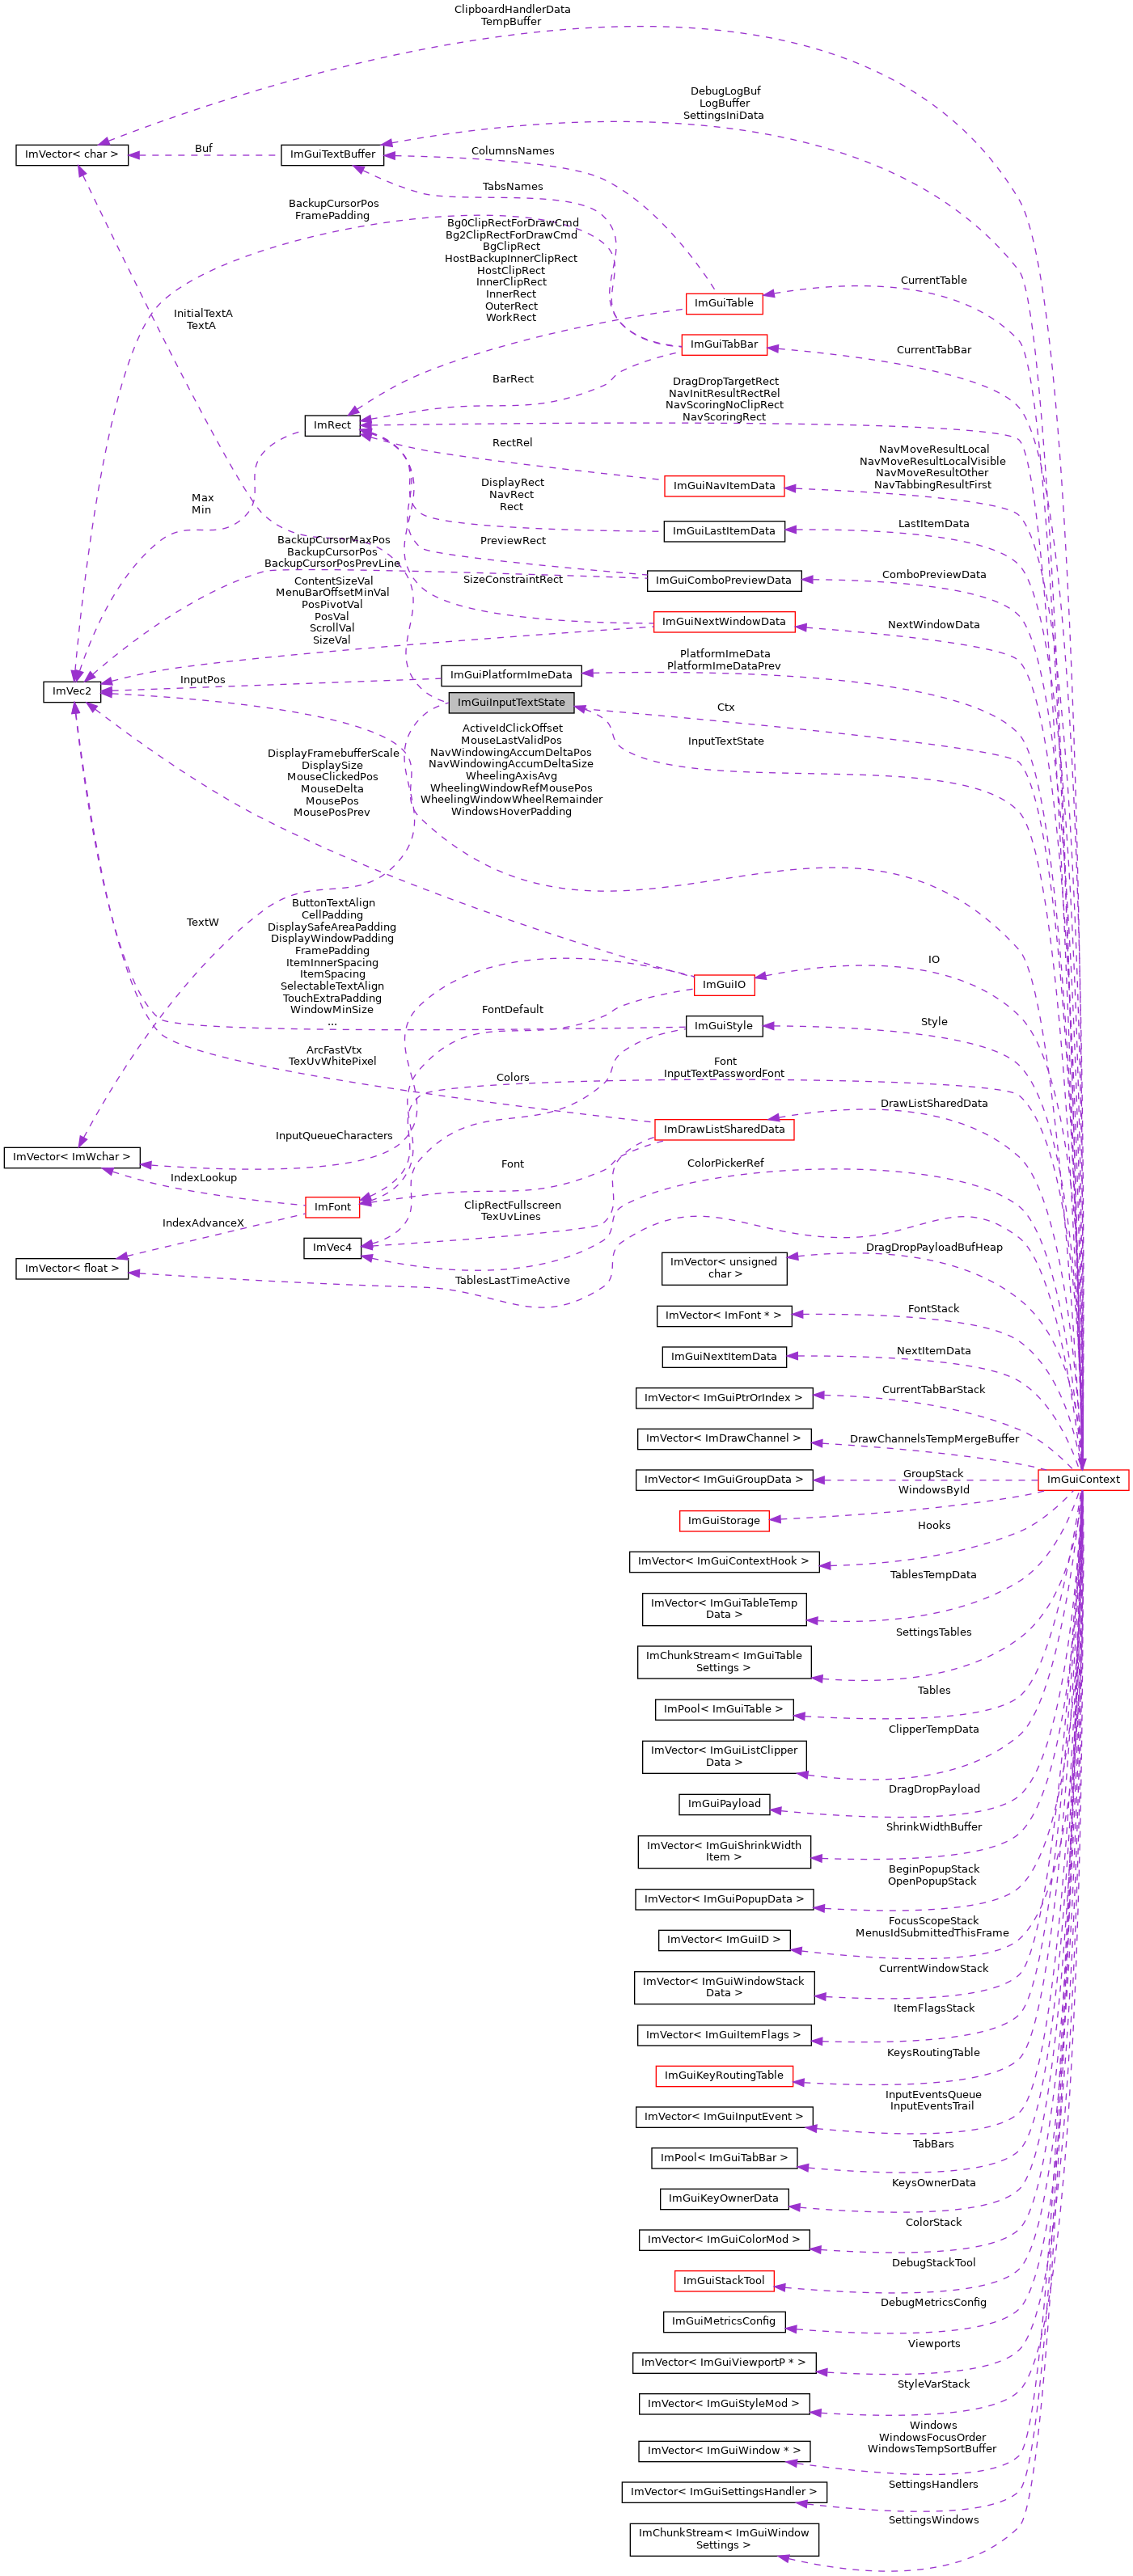 ClipboardHandlerData
TempBuffer
DebugLogBuf
LogBuffer
SettingsIniData
ImVector< char >
Buf
ImGuiTextBuffer
ColumnsNames
TabsNames
BackupCursorPos
FramePadding
Bg0ClipRectForDrawCmd
Bg2ClipRectForDrawCmd
BgClipRect
HostBackupInnerClipRect
HostClipRect
InnerClipRect
InnerRect
OuterRect
WorkRect
CurrentTable
ImGuiTable
InitialTextA
TextA
ImGuiTabBar
CurrentTabBar
BarRect
DragDropTargetRect
NavInitResultRectRel
NavScoringNoClipRect
NavScoringRect
ImRect
RectRel
NavMoveResultLocal
NavMoveResultLocalVisible
NavMoveResultOther
NavTabbingResultFirst
ImGuiNavItemData
DisplayRect
NavRect
Rect
Max
Min
LastItemData
ImGuiLastItemData
PreviewRect
BackupCursorMaxPos
BackupCursorPos
BackupCursorPosPrevLine
ComboPreviewData
ImGuiComboPreviewData
SizeConstraintRect
ContentSizeVal
MenuBarOffsetMinVal
PosPivotVal
PosVal
ScrollVal
SizeVal
ImGuiNextWindowData
NextWindowData
PlatformImeData
PlatformImeDataPrev
ImGuiPlatformImeData
InputPos
ImVec2
ImGuiInputTextState
Ctx
InputTextState
ActiveIdClickOffset
MouseLastValidPos
NavWindowingAccumDeltaPos
NavWindowingAccumDeltaSize
WheelingAxisAvg
WheelingWindowRefMousePos
WheelingWindowWheelRemainder
WindowsHoverPadding
DisplayFramebufferScale
DisplaySize
MouseClickedPos
MouseDelta
MousePos
MousePosPrev
TextW
ButtonTextAlign
CellPadding
DisplaySafeAreaPadding
DisplayWindowPadding
FramePadding
ItemInnerSpacing
ItemSpacing
SelectableTextAlign
TouchExtraPadding
WindowMinSize
...
IO
ImGuiIO
FontDefault
ImGuiStyle
Style
ArcFastVtx
TexUvWhitePixel
Font
InputTextPasswordFont
Colors
DrawListSharedData
ImDrawListSharedData
InputQueueCharacters
ImVector< ImWchar >
Font
ColorPickerRef
IndexLookup
ImFont
ClipRectFullscreen
TexUvLines
IndexAdvanceX
ImVec4
ImVector< float >
TablesLastTimeActive
ImVector< unsigned
char >
DragDropPayloadBufHeap
ImVector< ImFont * >
FontStack
ImGuiNextItemData
NextItemData
ImVector< ImGuiPtrOrIndex >
CurrentTabBarStack
ImVector< ImDrawChannel >
DrawChannelsTempMergeBuffer
ImVector< ImGuiGroupData >
GroupStack
ImGuiContext
WindowsById
ImGuiStorage
Hooks
ImVector< ImGuiContextHook >
TablesTempData
ImVector< ImGuiTableTemp
Data >
SettingsTables
ImChunkStream< ImGuiTable
Settings >
Tables
ImPool< ImGuiTable >
ClipperTempData
ImVector< ImGuiListClipper
Data >
DragDropPayload
ImGuiPayload
ShrinkWidthBuffer
ImVector< ImGuiShrinkWidth
Item >
BeginPopupStack
OpenPopupStack
ImVector< ImGuiPopupData >
FocusScopeStack
MenusIdSubmittedThisFrame
ImVector< ImGuiID >
CurrentWindowStack
ImVector< ImGuiWindowStack
Data >
ItemFlagsStack
ImVector< ImGuiItemFlags >
KeysRoutingTable
ImGuiKeyRoutingTable
InputEventsQueue
InputEventsTrail
ImVector< ImGuiInputEvent >
TabBars
ImPool< ImGuiTabBar >
KeysOwnerData
ImGuiKeyOwnerData
ColorStack
ImVector< ImGuiColorMod >
DebugStackTool
ImGuiStackTool
DebugMetricsConfig
ImGuiMetricsConfig
Viewports
ImVector< ImGuiViewportP * >
StyleVarStack
ImVector< ImGuiStyleMod >
Windows
WindowsFocusOrder
WindowsTempSortBuffer
ImVector< ImGuiWindow * >
SettingsHandlers
ImVector< ImGuiSettingsHandler >
SettingsWindows
ImChunkStream< ImGuiWindow
Settings >